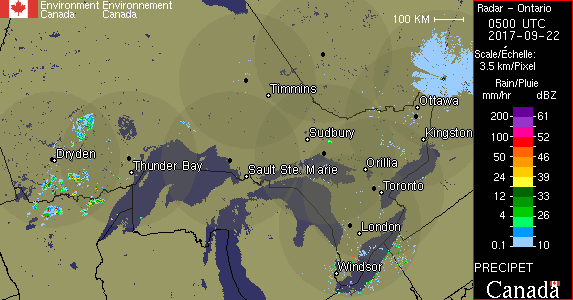 Environment Environnement
Canada Canada
100 KM
Timmins
Ottawa
Sudbury
Kingston
Dryden
Thunder Bay
Sault Ste. Marie
Orillia
Toronto
London
Windsor
Radar - Ontario
0500 UTC
2017-09-22
Scale/Échelle:
3.5 km/Pixel
Rain/Pluie
mm/hr dBZ
200 61
100 52
50 46
24 39
12 33
4 26
0.1 10
PRECIPET
Canada